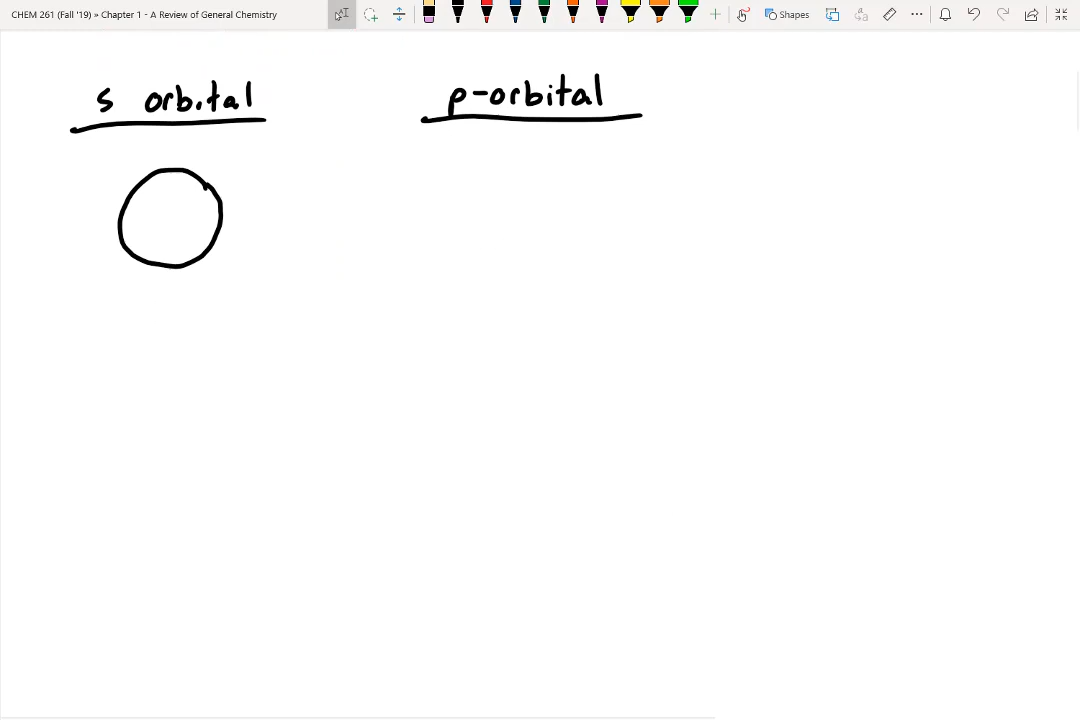 CHEM 261 (Fall '19) » Chapter 1 - A Review of General Chemistry
Shapes
s orbital
p-orbital